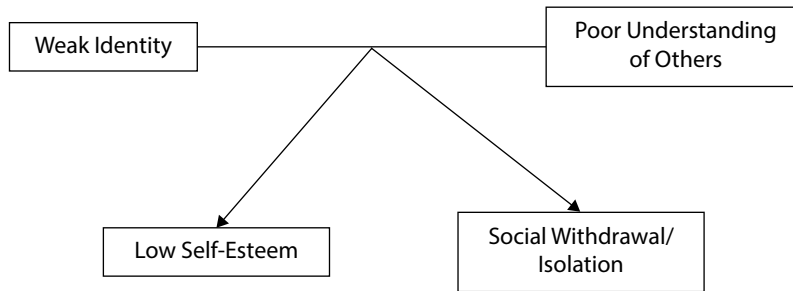 Weak Identity
Poor Understanding
of Others
Low Self-Esteem
Social Withdrawal/
Isolation